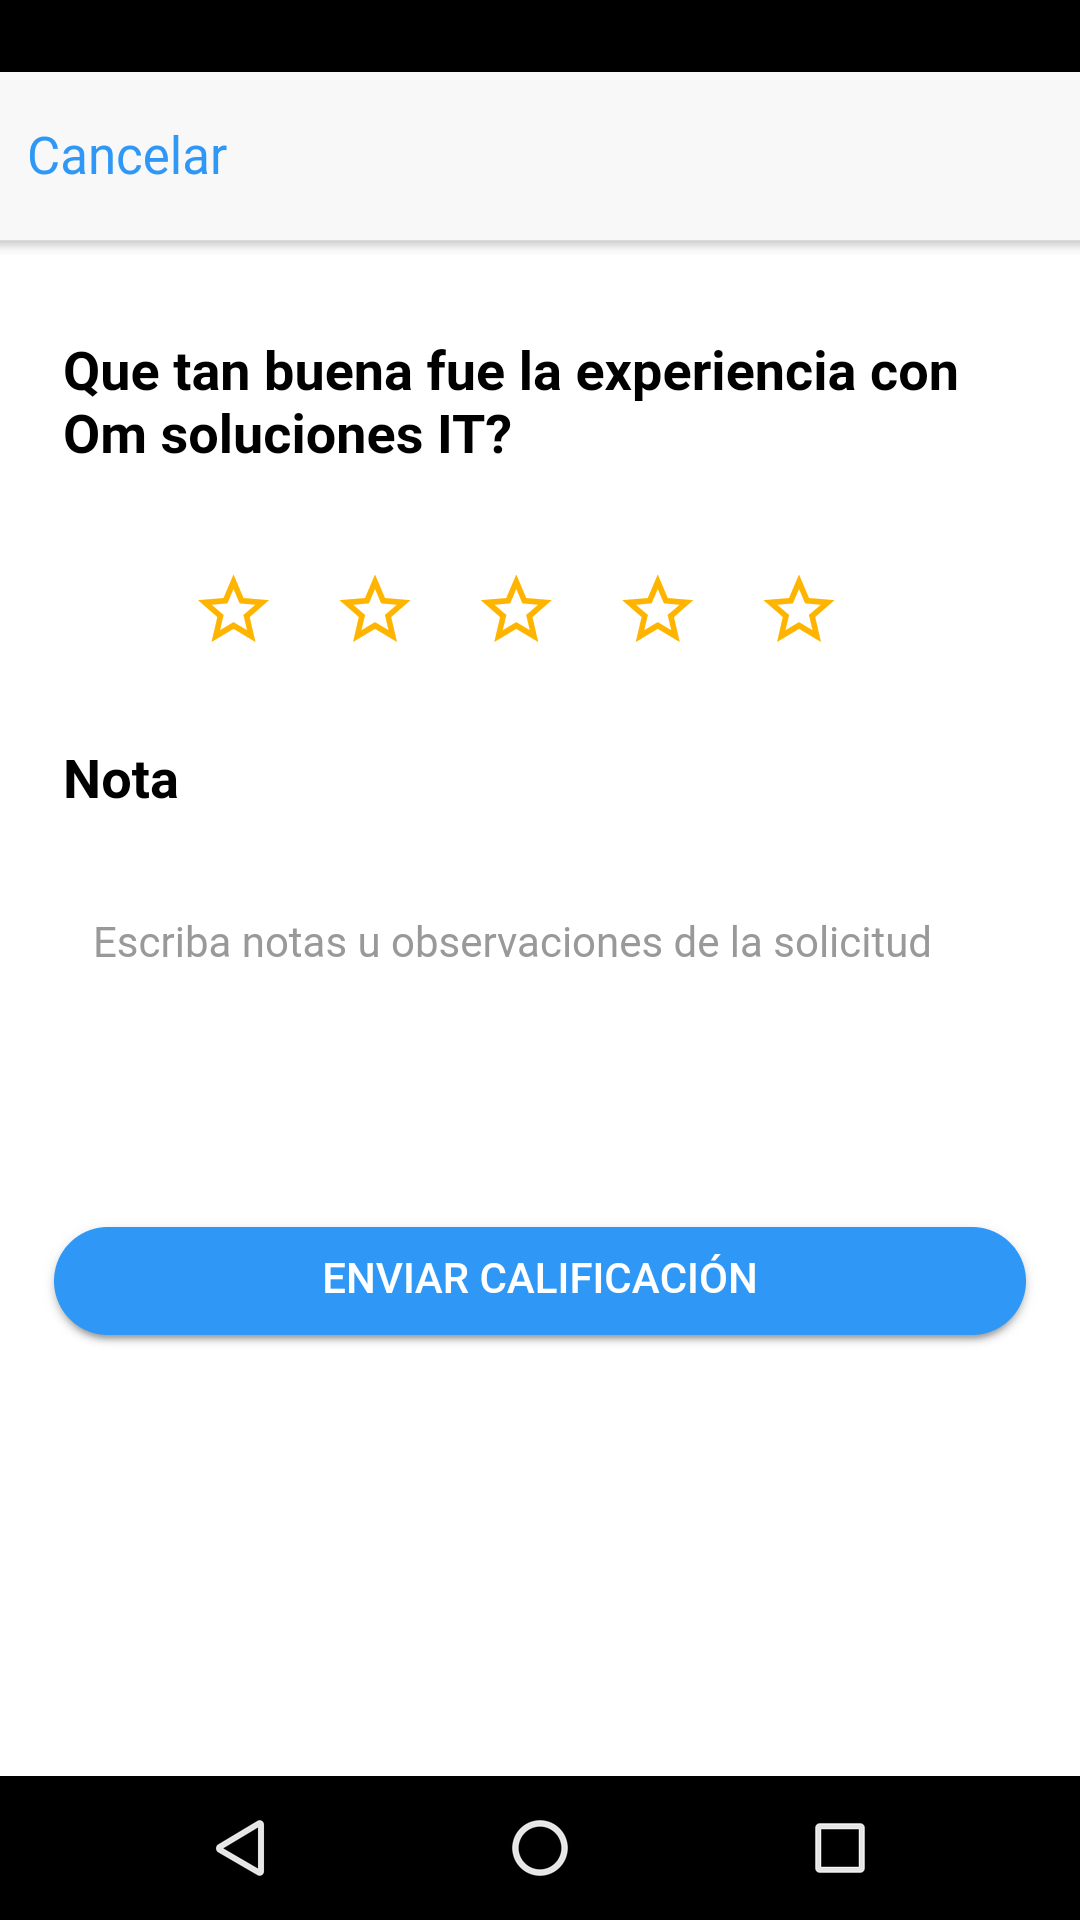 Cancelar
Que tan buena fue la experiencia con
Om soluciones IT?
Nota
Escriba notas u observaciones de la solicitud
ENVIAR CALIFICACIÓN